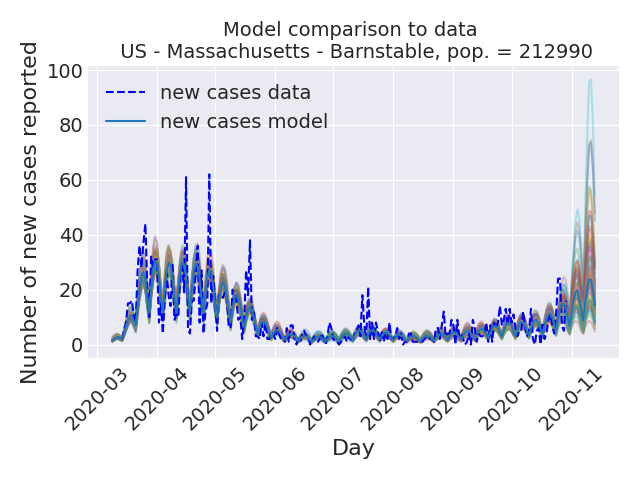 Model comparison to data
US - Massachusetts - Barnstable, pop. = 212990
Number of new cases reported
100
80
60
40
20
0
new cases data
new cases model
2020-03
2020-04
2020-05
2020-06
2020-07
2020-08
2020-09
2020-10
2020-11
Day